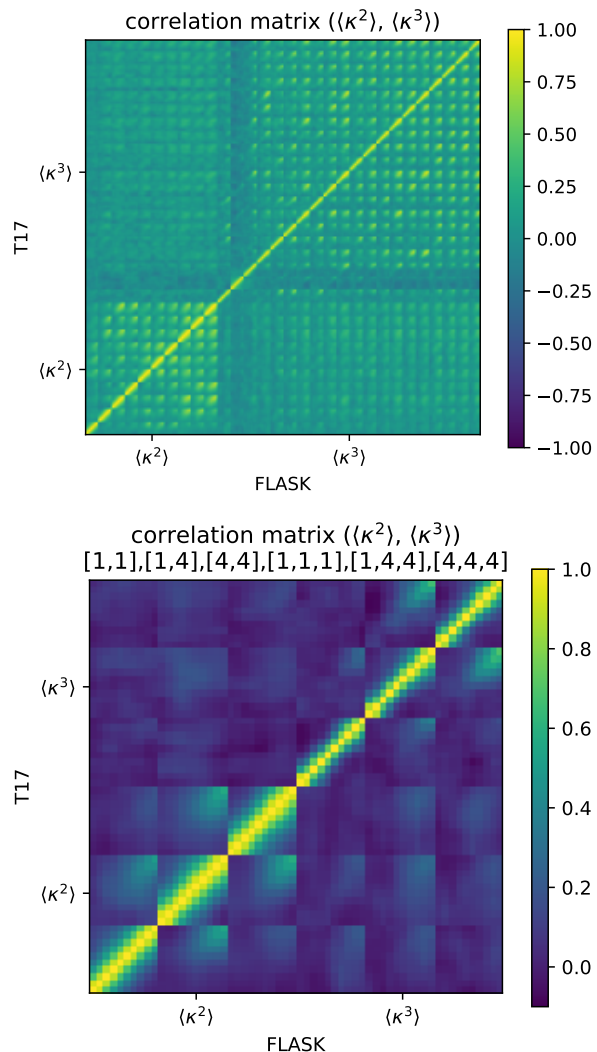 correlation matrix (⟨κ²⟩, ⟨κ³⟩)
1.00
0.75
0.50
0.25
0.00
−0.25
−0.50
−0.75
−1.00
⟨κ³⟩
T17
⟨κ²⟩
⟨κ²⟩ ⟨κ³⟩
FLASK
correlation matrix (⟨κ²⟩, ⟨κ³⟩)
[1,1],[1,4],[4,4],[1,1,1],[1,4,4],[4,4,4]
1.0
0.8
0.6
0.4
0.2
0.0
⟨κ³⟩
T17
⟨κ²⟩
⟨κ²⟩ ⟨κ³⟩
FLASK